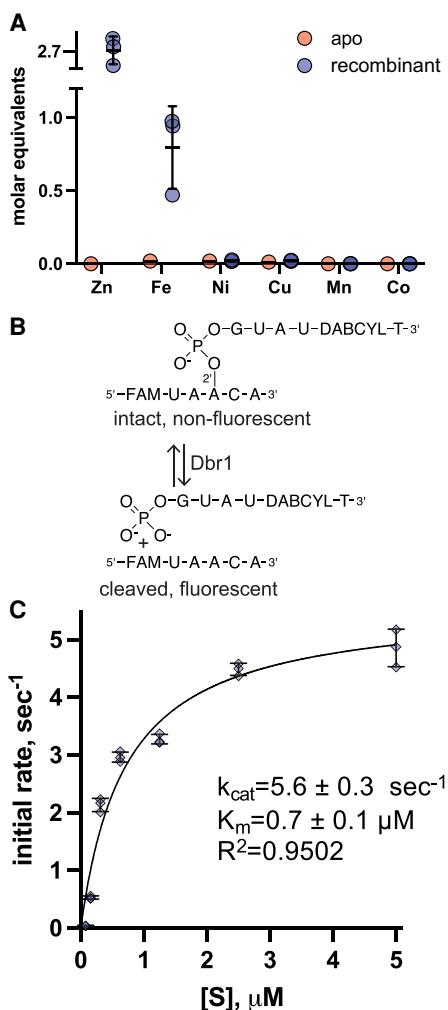 A
apo
recombinant
molar equivalents
2.7
1.0
0.5
0.0
Zn Fe Ni Cu Mn Co
B
O O–G–U–A–U–DABCYL–T–3'
P
O- O
2'
5'–FAM–U–A–A–C–A–3'
intact, non-fluorescent
Dbr1
O O–G–U–A–U–DABCYL–T–3'
P
O- O-
+
5'–FAM–U–A–A–C–A–3'
cleaved, fluorescent
C
initial rate, sec-1
5
4
3
2
1
0
kcat=5.6 ± 0.3 sec-1
Km=0.7 ± 0.1 µM
R2=0.9502
0 1 2 3 4 5
[S], µM